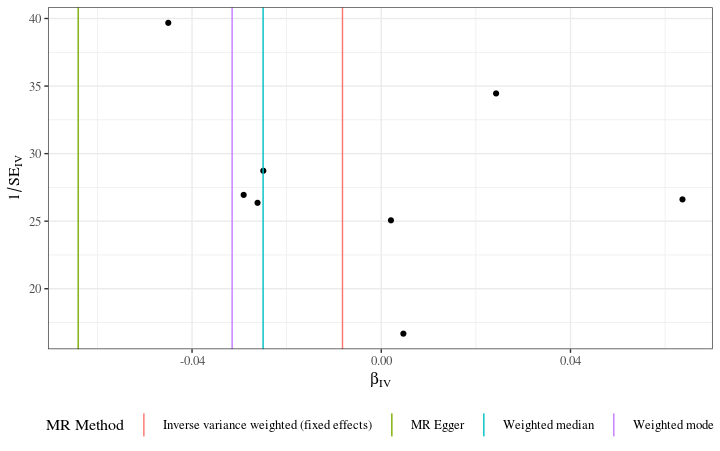 40
35
30
25
20
1/SE_IV
-0.04
0.00
0.04
β_IV
MR Method
Inverse variance weighted (fixed effects)
MR Egger
Weighted median
Weighted mode